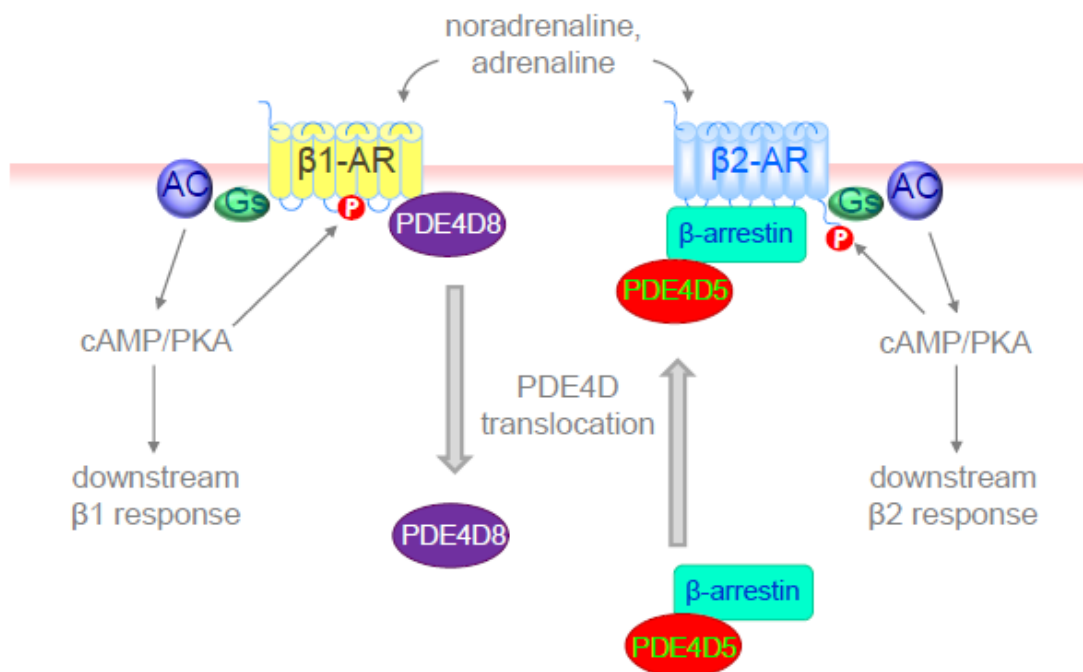 noradrenaline,
adrenaline
β1-AR
β2-AR
AC
Gs
P
PDE4D8
β-arrestin
PDE4D5
Gs
AC
P
cAMP/PKA
cAMP/PKA
PDE4D
translocation
downstream
β1 response
downstream
β2 response
PDE4D8
β-arrestin
PDE4D5